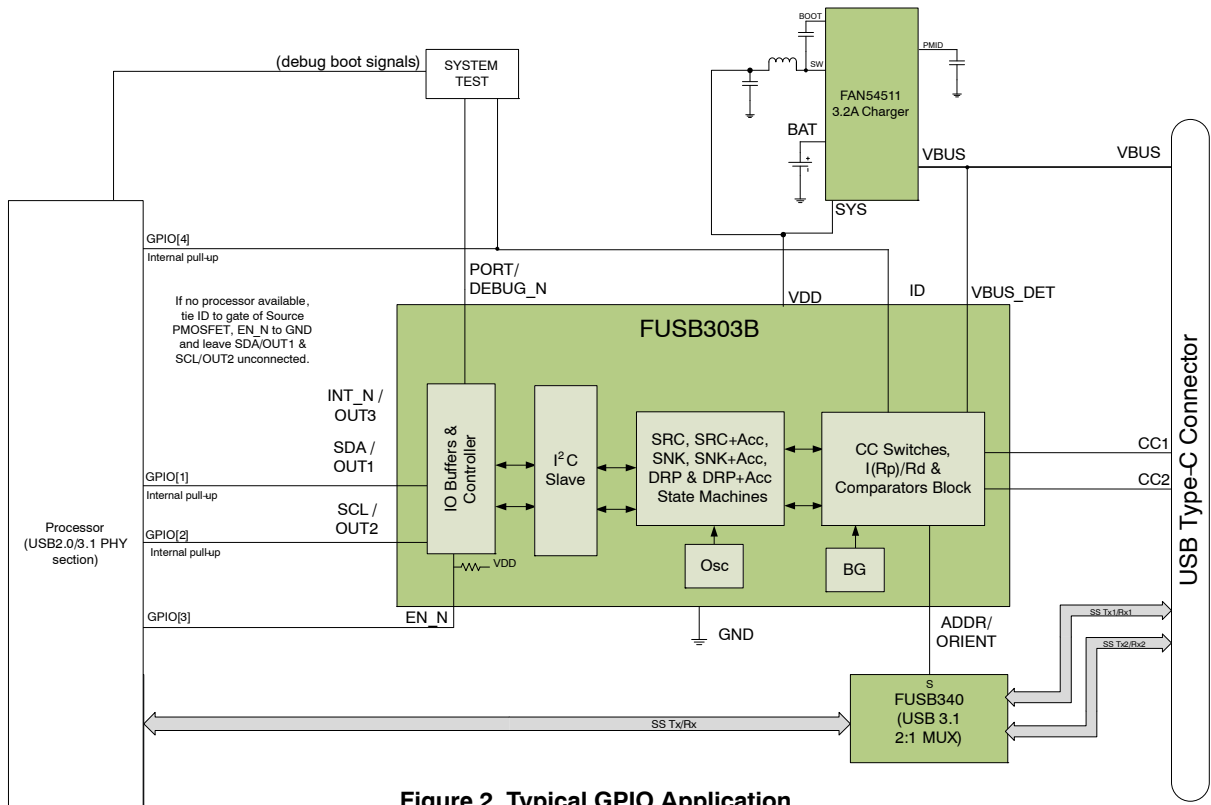 BOOT
PMID
(debug boot signals)
SYSTEM
TEST
SW
FAN54511
3.2A Charger
BAT
+
-
VBUS
VBUS
SYS
GPIO[4]
Internal pull-up
PORT/
DEBUG_N
VDD
ID
VBUS_DET
If no processor available,
tie ID to gate of Source
PMOSFET, EN_N to GND
and leave SDA/OUT1 &
SCL/OUT2 unconnected.
FUSB303B
INT_N /
OUT3
SDA /
OUT1
GPIO[1]
Internal pull-up
SCL /
OUT2
GPIO[2]
Internal pull-up
IO Buffers &
Controller
I2C
Slave
SRC, SRC+Acc,
SNK, SNK+Acc,
DRP & DRP+Acc
State Machines
CC Switches,
I(Rp)/Rd &
Comparators Block
CC1
CC2
USB Type-C Connector
Processor
(USB2.0/3.1 PHY
section)
VDD
Osc
BG
GPIO[3]
EN_N
GND
ADDR/
ORIENT
SS Tx1/Rx1
SS Tx2/Rx2
S
FUSB340
(USB 3.1
2:1 MUX)
SS Tx/Rx
Figure 2. Typical GPIO Application